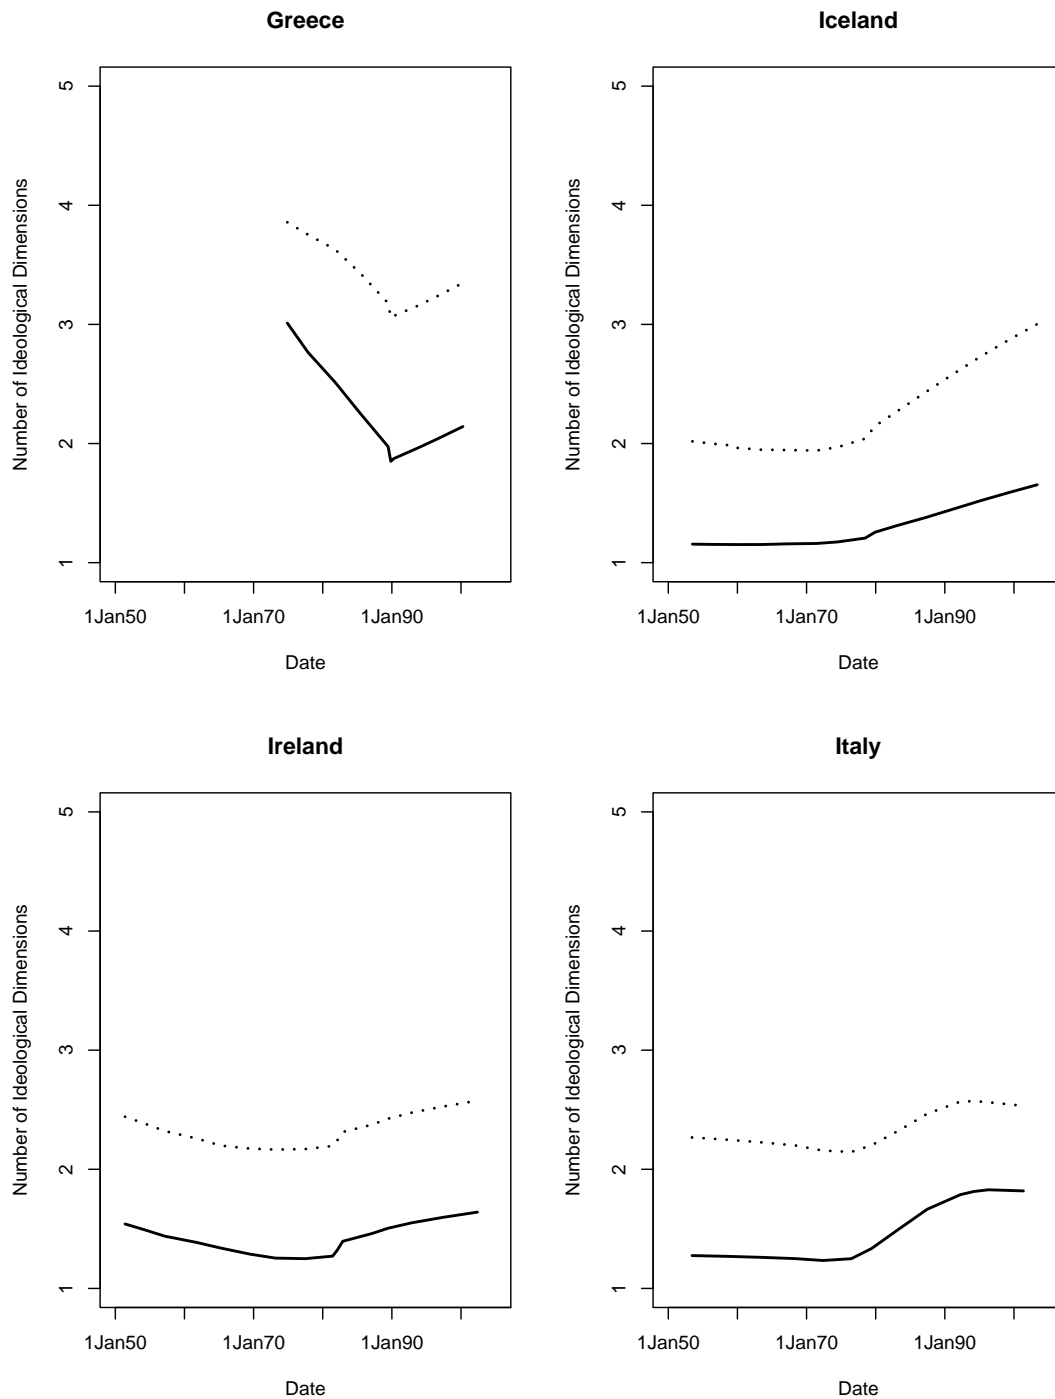 Greece
Number of Ideological Dimensions
5
4
3
2
1
1Jan50 1Jan70 1Jan90
Date
Iceland
Number of Ideological Dimensions
5
4
3
2
1
1Jan50 1Jan70 1Jan90
Date
Ireland
Number of Ideological Dimensions
5
4
3
2
1
1Jan50 1Jan70 1Jan90
Date
Italy
Number of Ideological Dimensions
5
4
3
2
1
1Jan50 1Jan70 1Jan90
Date